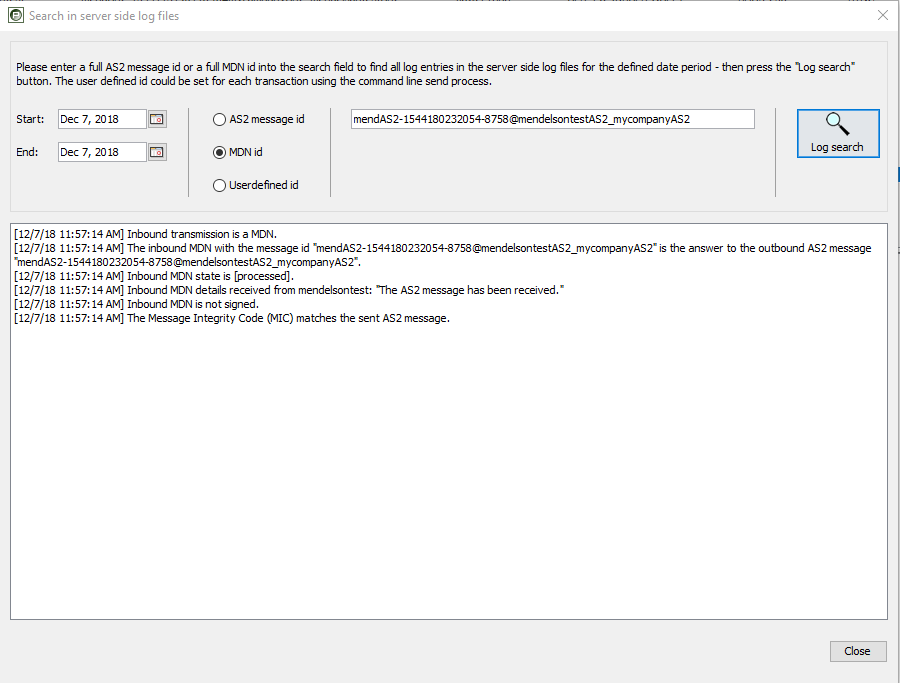 Search in server side log files
Please enter a full AS2 message id or a full MDN id into the search field to find all log entries in the server side log files for the defined date period - then press the "Log search"
button. The user defined id could be set for each transaction using the command line send process.
Start:
Dec 7, 2018
AS2 message id
mendAS2-1544180232054-8758@mendelsontestAS2_mycompanyAS2
Log search
End:
Dec 7, 2018
MDN id
Userdefined id
[12/7/18 11:57:14 AM] Inbound transmission is a MDN.
[12/7/18 11:57:14 AM] The inbound MDN with the message id "mendAS2-1544180232054-8758@mendelsontestAS2_mycompanyAS2" is the answer to the outbound AS2 message
"mendAS2-1544180232054-8758@mendelsontestAS2_mycompanyAS2".
[12/7/18 11:57:14 AM] Inbound MDN state is [processed].
[12/7/18 11:57:14 AM] Inbound MDN details received from mendelsontest: "The AS2 message has been received."
[12/7/18 11:57:14 AM] Inbound MDN is not signed.
[12/7/18 11:57:14 AM] The Message Integrity Code (MIC) matches the sent AS2 message.
Close